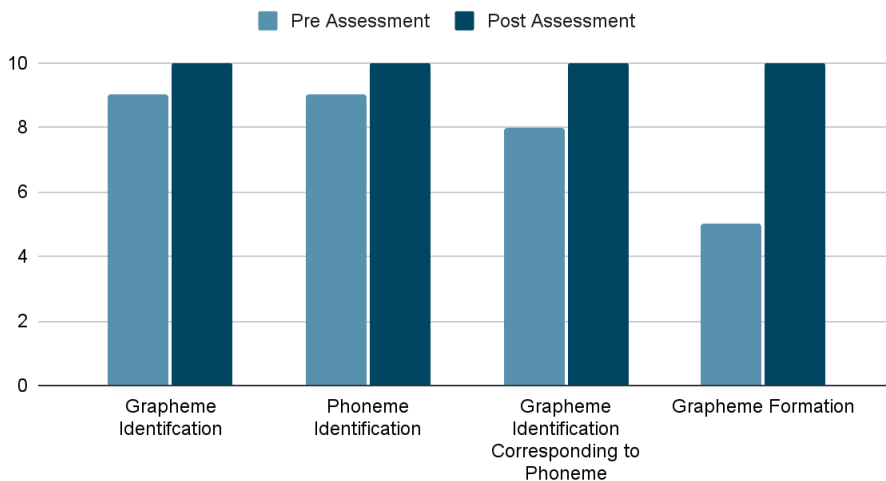 Pre Assessment Post Assessment
10
8
6
4
2
0
Grapheme
Identifcation
Phoneme
Identification
Grapheme
Identification
Corresponding to
Phoneme
Grapheme Formation